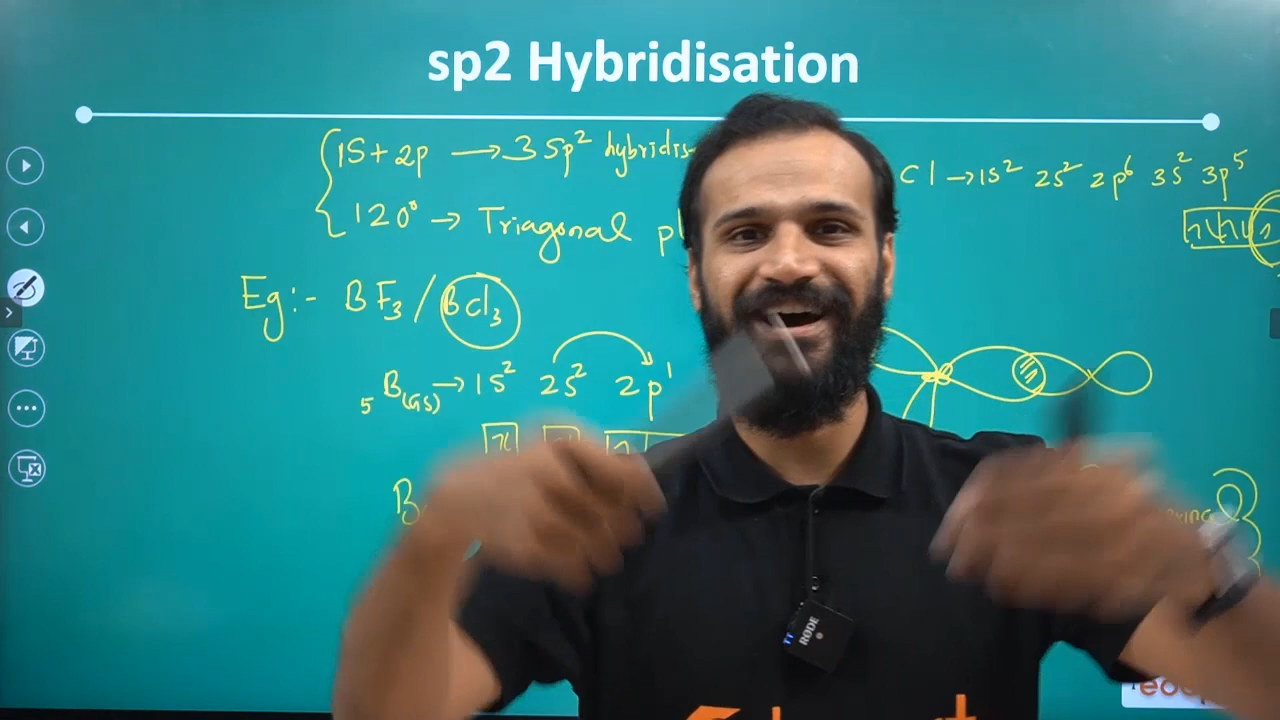 sp2 Hybridisation
1S + 2p → 3 Sp² hybridis
120° → Triagonal pl
Cl → 1s² 2s² 2p⁶ 3s² 3p⁵
Eg:- BF₃ / BCl₃
₅B(GS) → 1s² 2s² 2p¹
B
RØDE